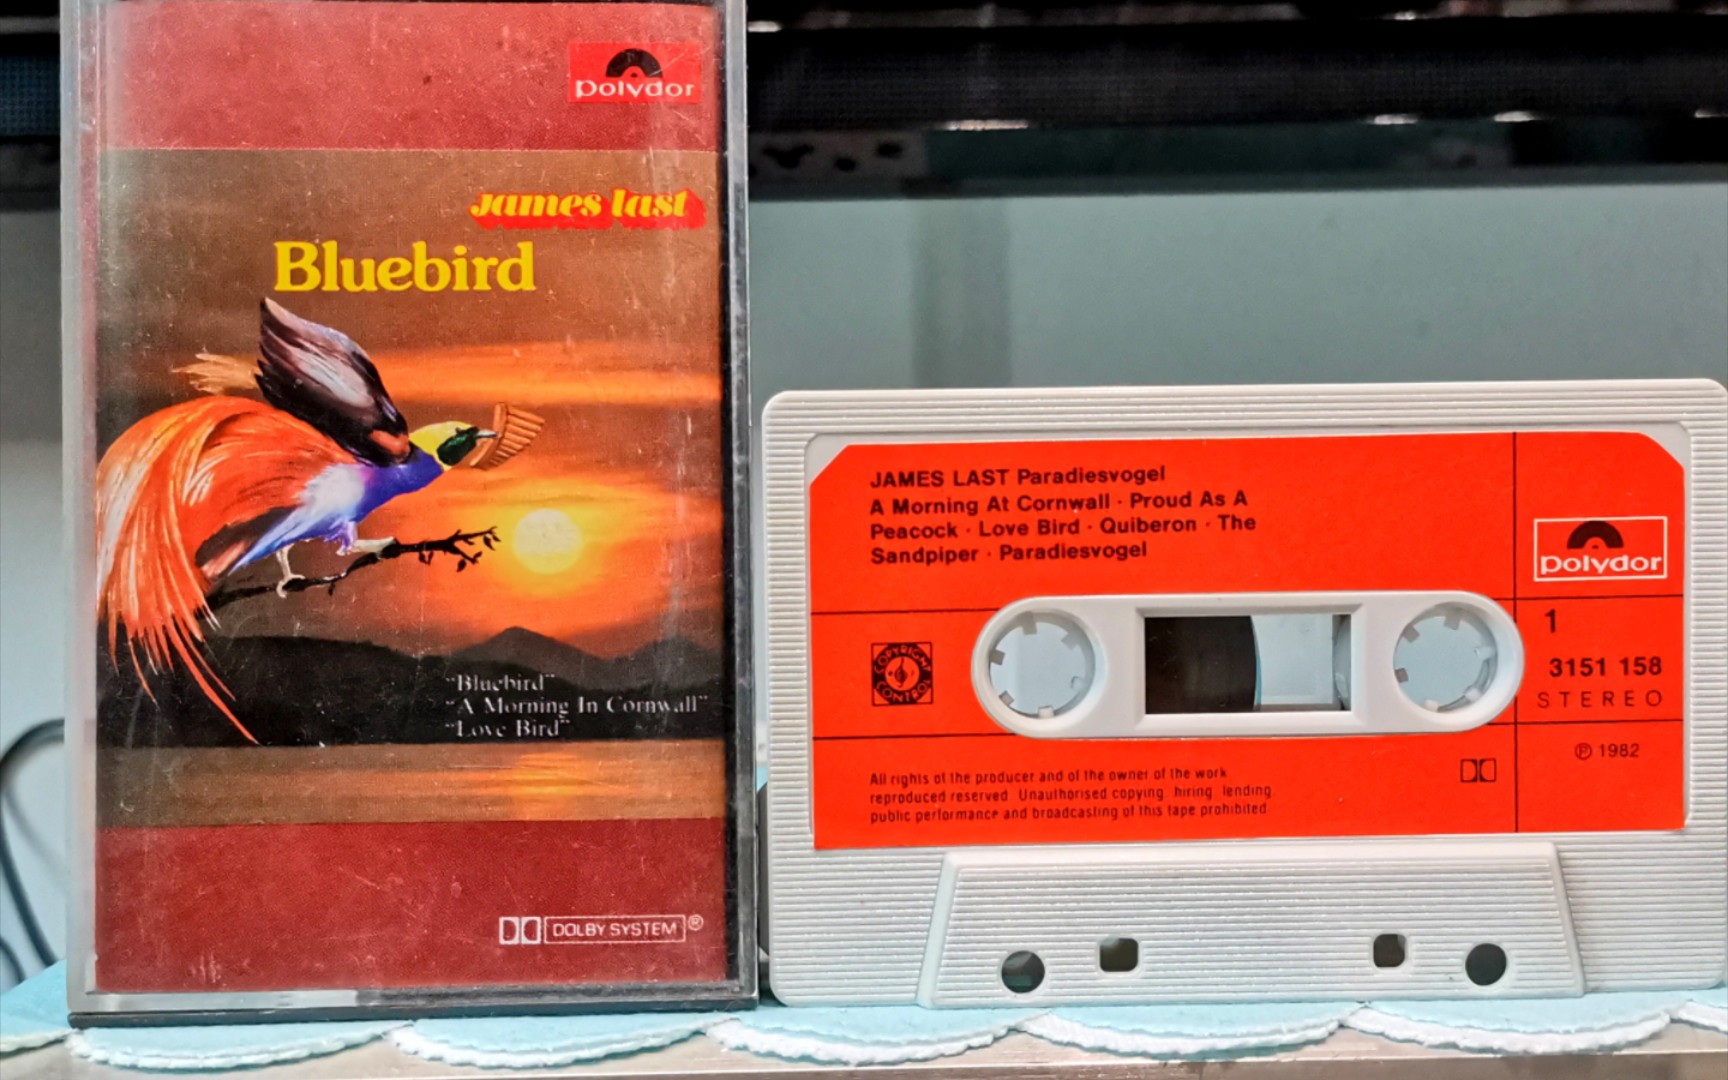 polydor
james last
Bluebird
"Bluebird"
"A Morning In Cornwall"
"Love Bird"
DOLBY SYSTEM®
JAMES LAST Paradiesvogel
A Morning At Cornwall · Proud As A
Peacock · Love Bird · Quiberon · The
Sandpiper · Paradiesvogel
polydor
COPYRIGHT
CONTROL
1
3151 158
STEREO
℗ 1982
All rights of the producer and of the owner of the work
reproduced reserved Unauthorised copying hiring lending
public performance and broadcasting of this tape prohibited